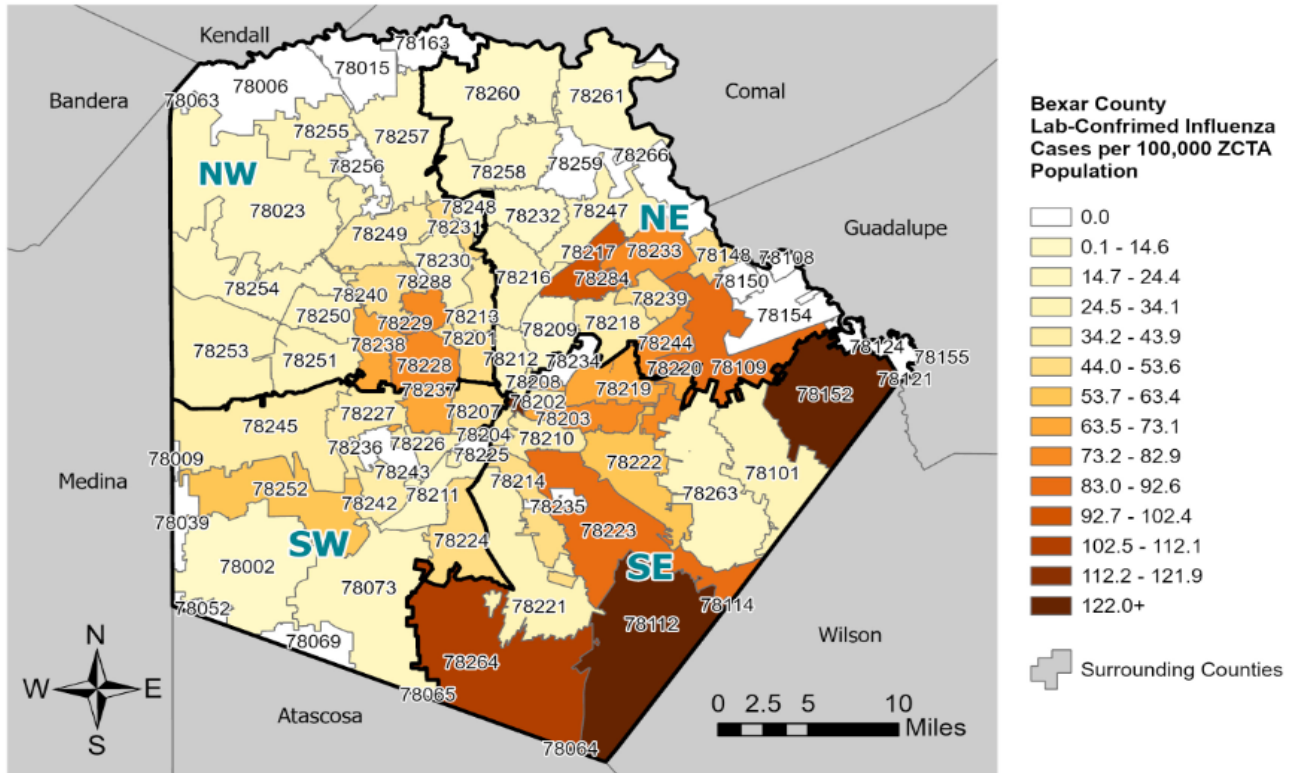 Kendall
78163
78015
Bandera
78006
78063
78260
78261
Comal
78255
78257
78256
78258
78259
78266
NW
78023
78248
78232
78247
NE
78231
78249
Guadalupe
78230
78217
78233
78148
78108
78254
78288
78216
78284
78150
78240
78239
78250
78229
78213
78154
78209
78218
78238
78201
78244
78253
78251
78228
78212
78234
78124
78155
78220
78109
78121
78237
78208
78219
78152
78202
78227
78207
78203
78245
78204
78210
78236
78226
78225
78009
78222
78101
Medina
78243
78214
78252
78211
78263
78242
78235
78039
78223
SW
78224
SE
78002
78073
78052
78221
78114
78112
Wilson
78069
78264
78065
Atascosa
78064
N
W
E
S
0 2.5 5 10
Miles
Bexar County
Lab-Confrimed Influenza
Cases per 100,000 ZCTA
Population
0.0
0.1 - 14.6
14.7 - 24.4
24.5 - 34.1
34.2 - 43.9
44.0 - 53.6
53.7 - 63.4
63.5 - 73.1
73.2 - 82.9
83.0 - 92.6
92.7 - 102.4
102.5 - 112.1
112.2 - 121.9
122.0+
Surrounding Counties